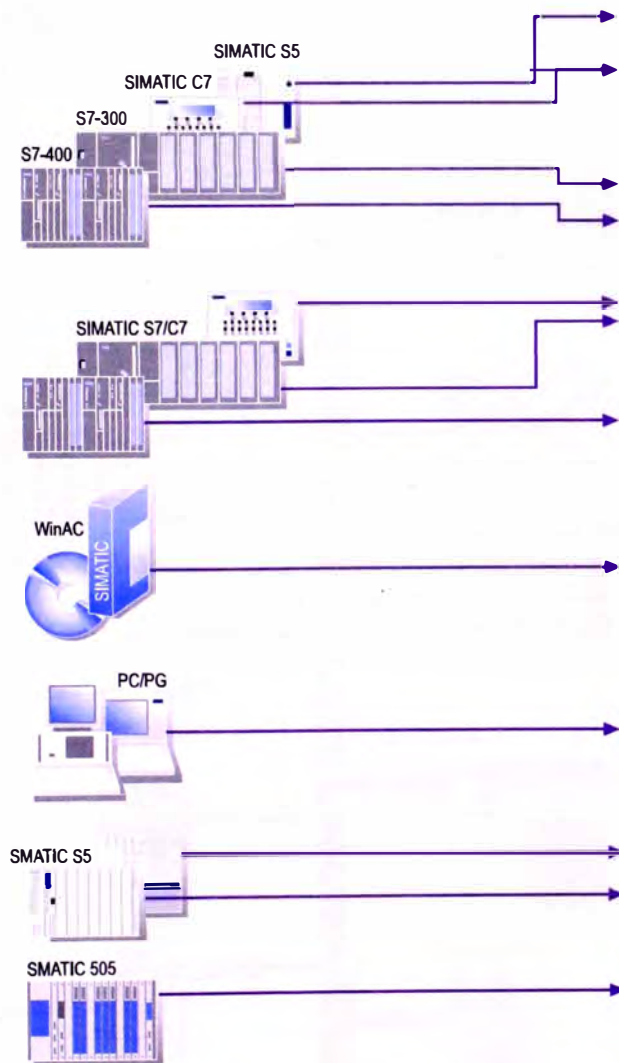 SIMATIC S5
SIMATIC C7
S7-300
S7-400
SIMATIC S7/C7
WinAC
SIMATIC
PC/PG
SMATIC S5
SMATIC 505